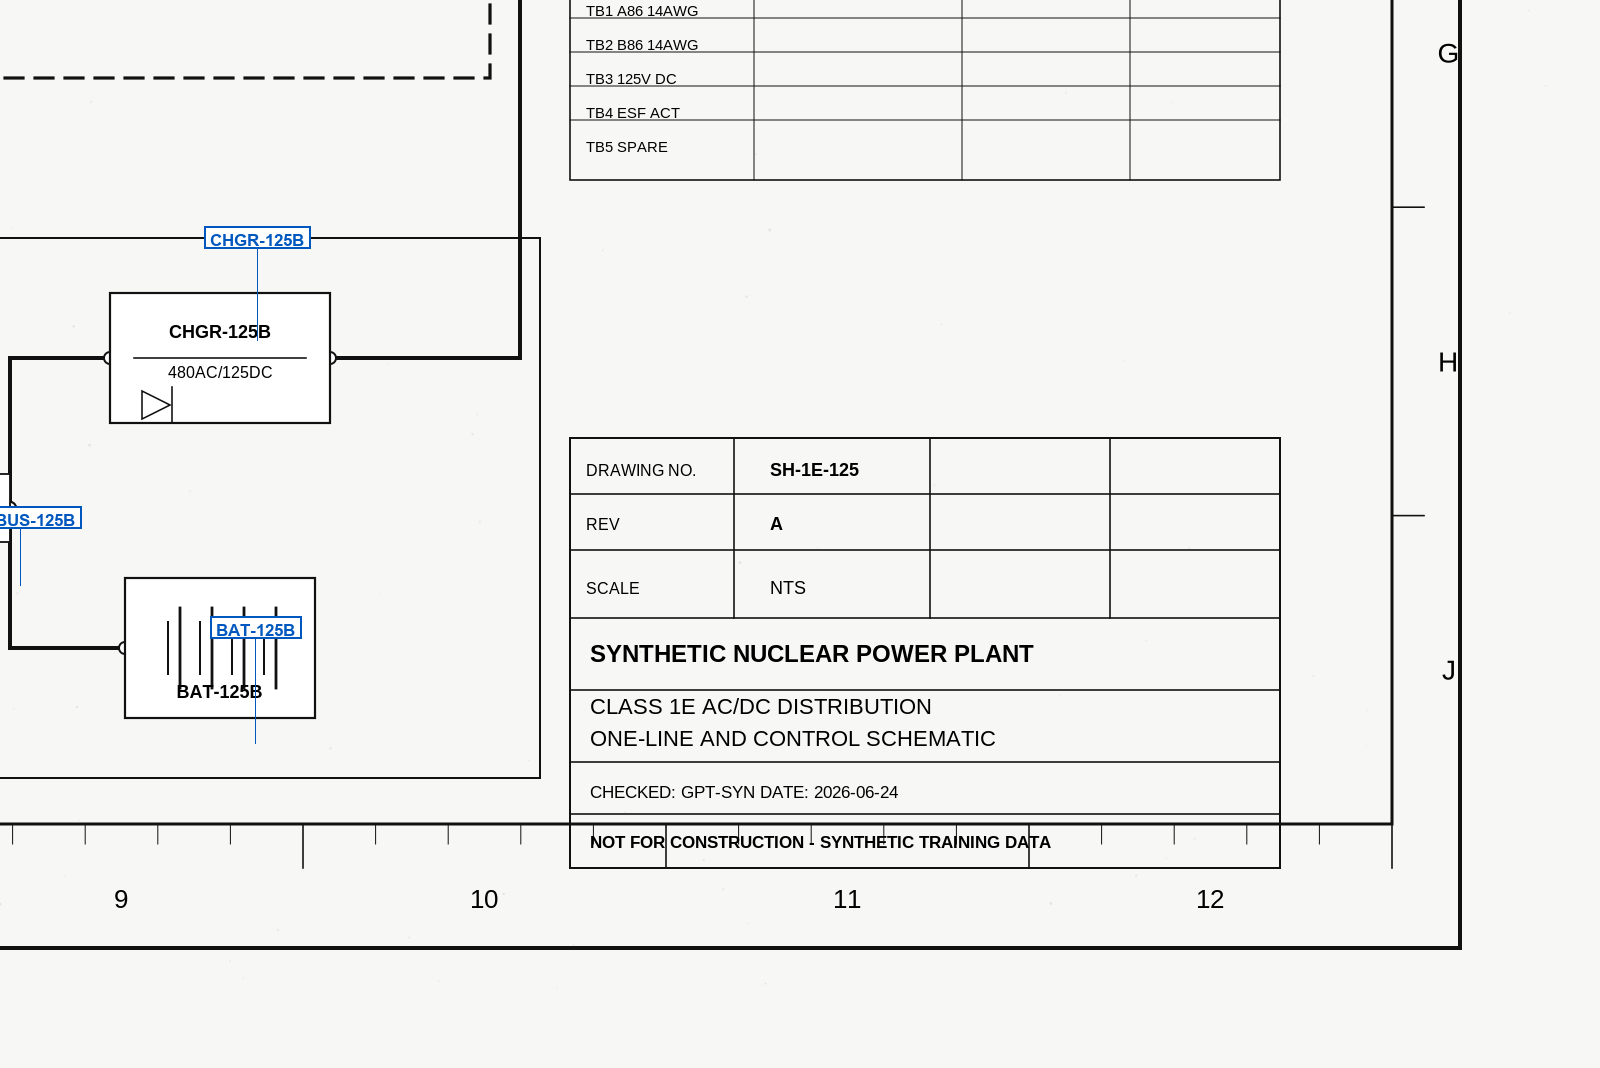 TB1 A86 14AWG
TB2 B86 14AWG
TB3 125V DC
TB4 ESF ACT
TB5 SPARE
G
CHGR-125B
CHGR-125B
480AC/125DC
H
BUS-125B
BAT-125B
BAT-125B
DRAWING NO. SH-1E-125
REV A
SCALE NTS
SYNTHETIC NUCLEAR POWER PLANT
J
CLASS 1E AC/DC DISTRIBUTION
ONE-LINE AND CONTROL SCHEMATIC
CHECKED: GPT-SYN DATE: 2026-06-24
NOT FOR CONSTRUCTION - SYNTHETIC TRAINING DATA
9 10 11 12